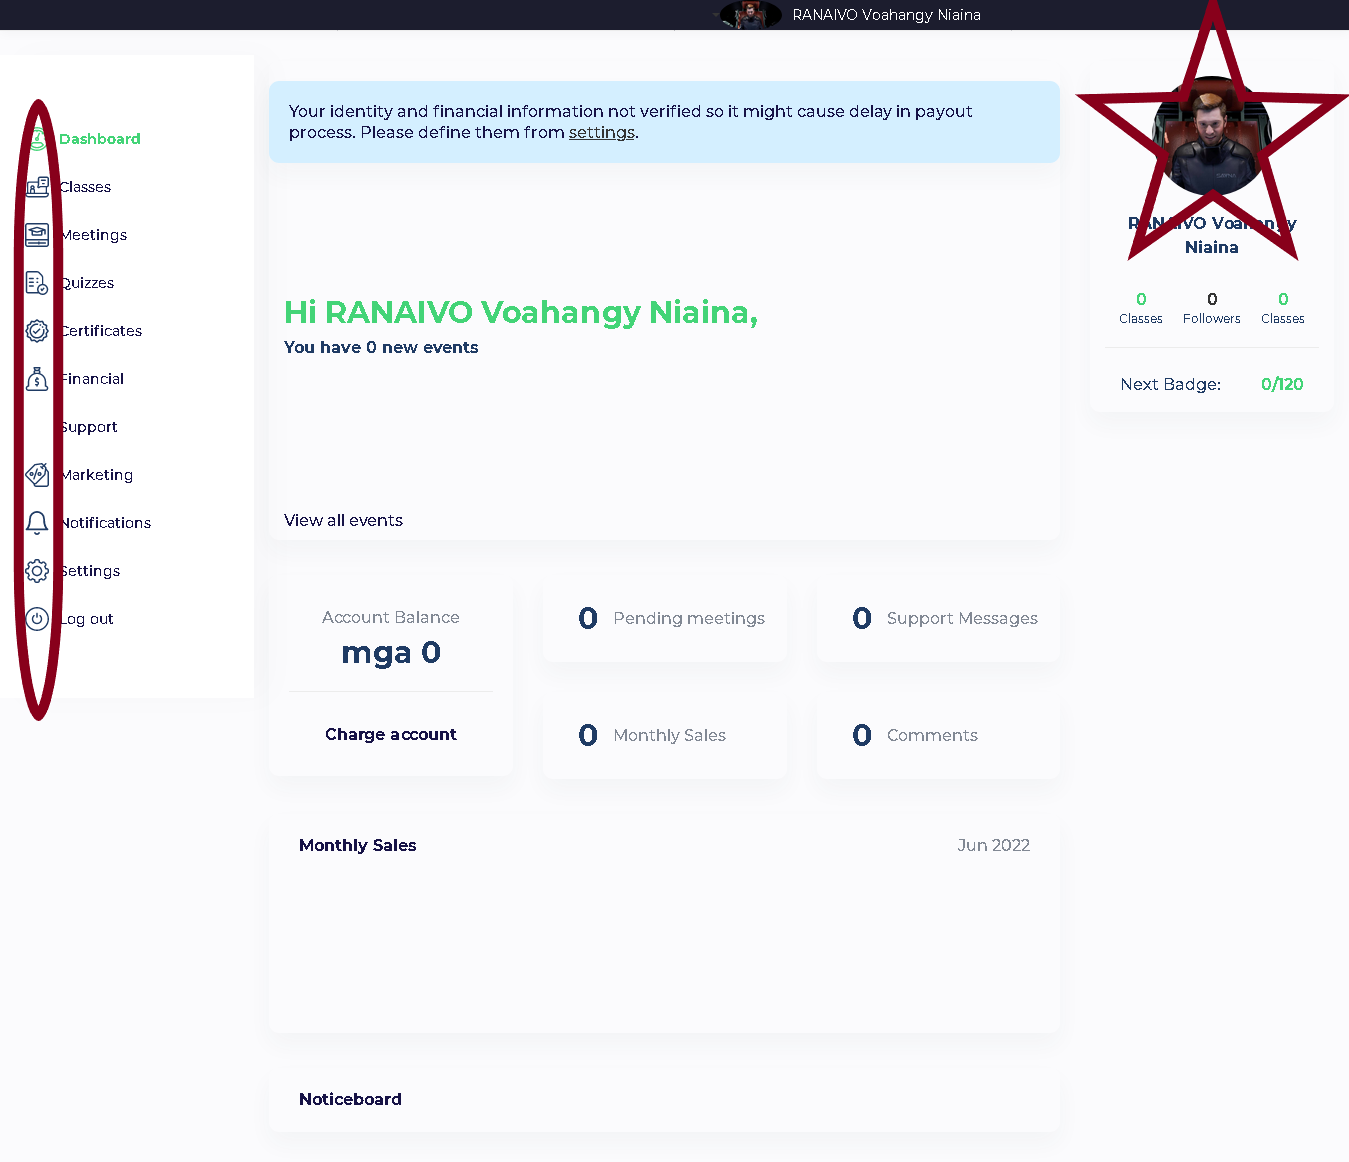 RANAIVO Voahangy Niaina
Dashboard
Classes
Meetings
Quizzes
Certificates
Financial
Support
Marketing
Notifications
Settings
Log out
Your identity and financial information not verified so it might cause delay in payout
process. Please define them from settings.
Hi RANAIVO Voahangy Niaina,
You have 0 new events
View all events
Account Balance
mga 0
Charge account
0 Pending meetings
0 Support Messages
0 Monthly Sales
0 Comments
Monthly Sales
Jun 2022
Noticeboard
RANAIVO Voahangy
Niaina
0 0 0
Classes Followers Classes
Next Badge: 0/120